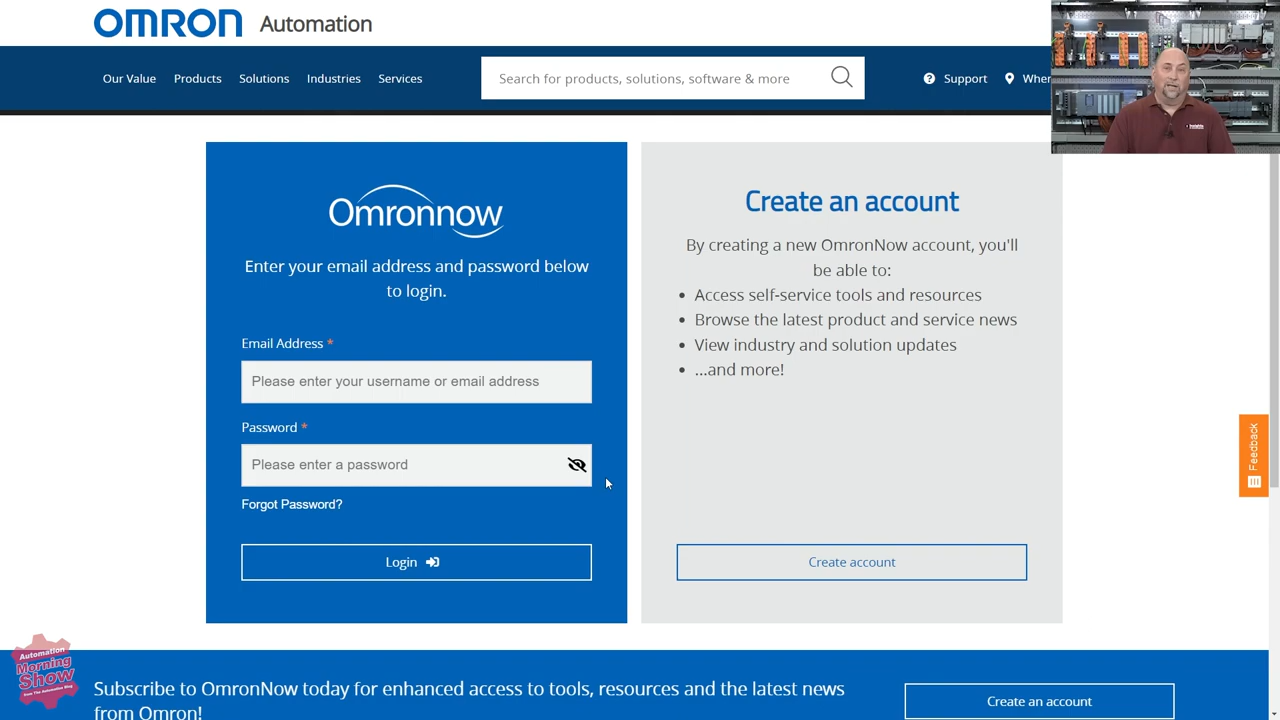 OMRON Automation
Our Value Products Solutions Industries Services
Search for products, solutions, software & more
Support
Wher
Omronnow
Enter your email address and password below
to login.
Email Address *
Please enter your username or email address
Password *
Please enter a password
Forgot Password?
Login
Create an account
By creating a new OmronNow account, you'll
be able to:
• Access self-service tools and resources
• Browse the latest product and service news
• View industry and solution updates
• ...and more!
Create account
Feedback
Automation
Morning
Show
Subscribe to OmronNow today for enhanced access to tools, resources and the latest news
from Omron!
Create an account